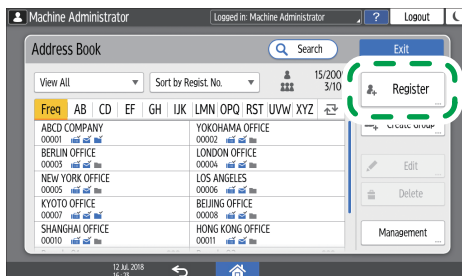 Machine Administrator
Logged in: Machine Administrator
?
Logout
Address Book
Search
Exit
View All
Sort by Regist. No.
15/2001
3/10
Register
Freq AB CD EF GH IJK LMN OPQ RST UVW XYZ
Create Group
ABCD COMPANY
00001
YOKOHAMA OFFICE
00002
BERLIN OFFICE
00003
LONDON OFFICE
00004
NEW YORK OFFICE
00005
LOS ANGELES
00006
KYOTO OFFICE
00007
BEIJING OFFICE
00008
SHANGHAI OFFICE
00010
HONG KONG OFFICE
00011
Edit
Delete
Management
12 Jul. 2018
16:23